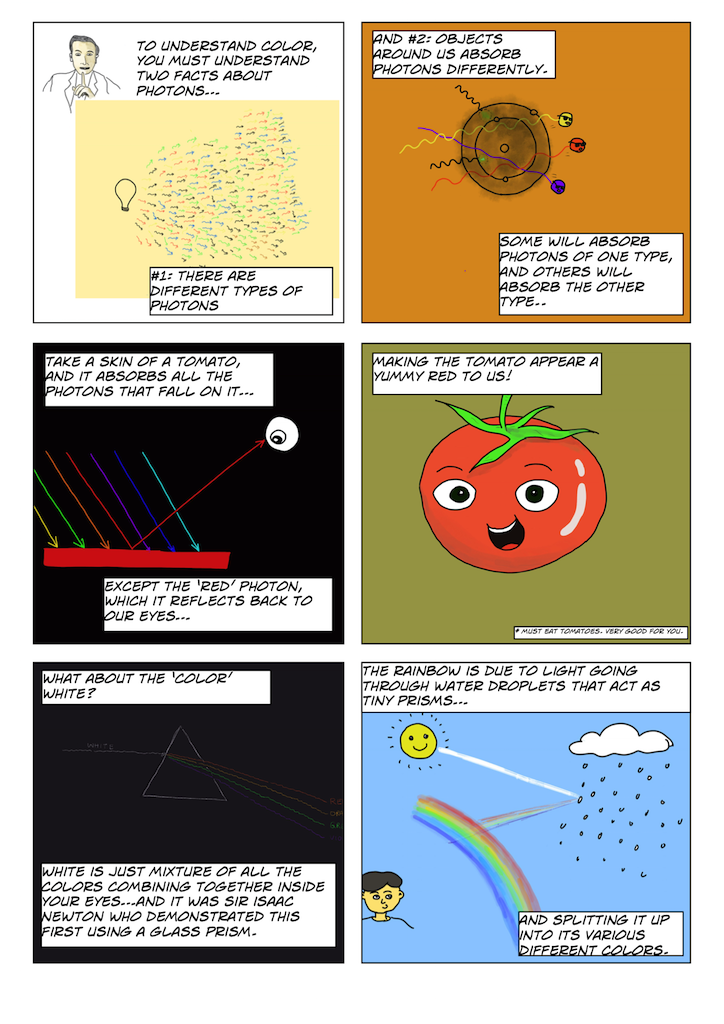 TO UNDERSTAND COLOR,
YOU MUST UNDERSTAND
TWO FACTS ABOUT
PHOTONS...
#1: THERE ARE
DIFFERENT TYPES OF
PHOTONS
AND #2: OBJECTS
AROUND US ABSORB
PHOTONS DIFFERENTLY.
SOME WILL ABSORB
PHOTONS OF ONE TYPE,
AND OTHERS WILL
ABSORB THE OTHER
TYPE..
TAKE A SKIN OF A TOMATO,
AND IT ABSORBS ALL THE
PHOTONS THAT FALL ON IT...
EXCEPT THE 'RED' PHOTON,
WHICH IT REFLECTS BACK TO
OUR EYES...
MAKING THE TOMATO APPEAR A
YUMMY RED TO US!
* MUST EAT TOMATOES. VERY GOOD FOR YOU.
WHAT ABOUT THE 'COLOR'
WHITE?
WHITE
WHITE IS JUST MIXTURE OF ALL THE
COLORS COMBINING TOGETHER INSIDE
YOUR EYES...AND IT WAS SIR ISAAC
NEWTON WHO DEMONSTRATED THIS
FIRST USING A GLASS PRISM.
THE RAINBOW IS DUE TO LIGHT GOING
THROUGH WATER DROPLETS THAT ACT AS
TINY PRISMS...
AND SPLITTING IT UP
INTO ITS VARIOUS
DIFFERENT COLORS.